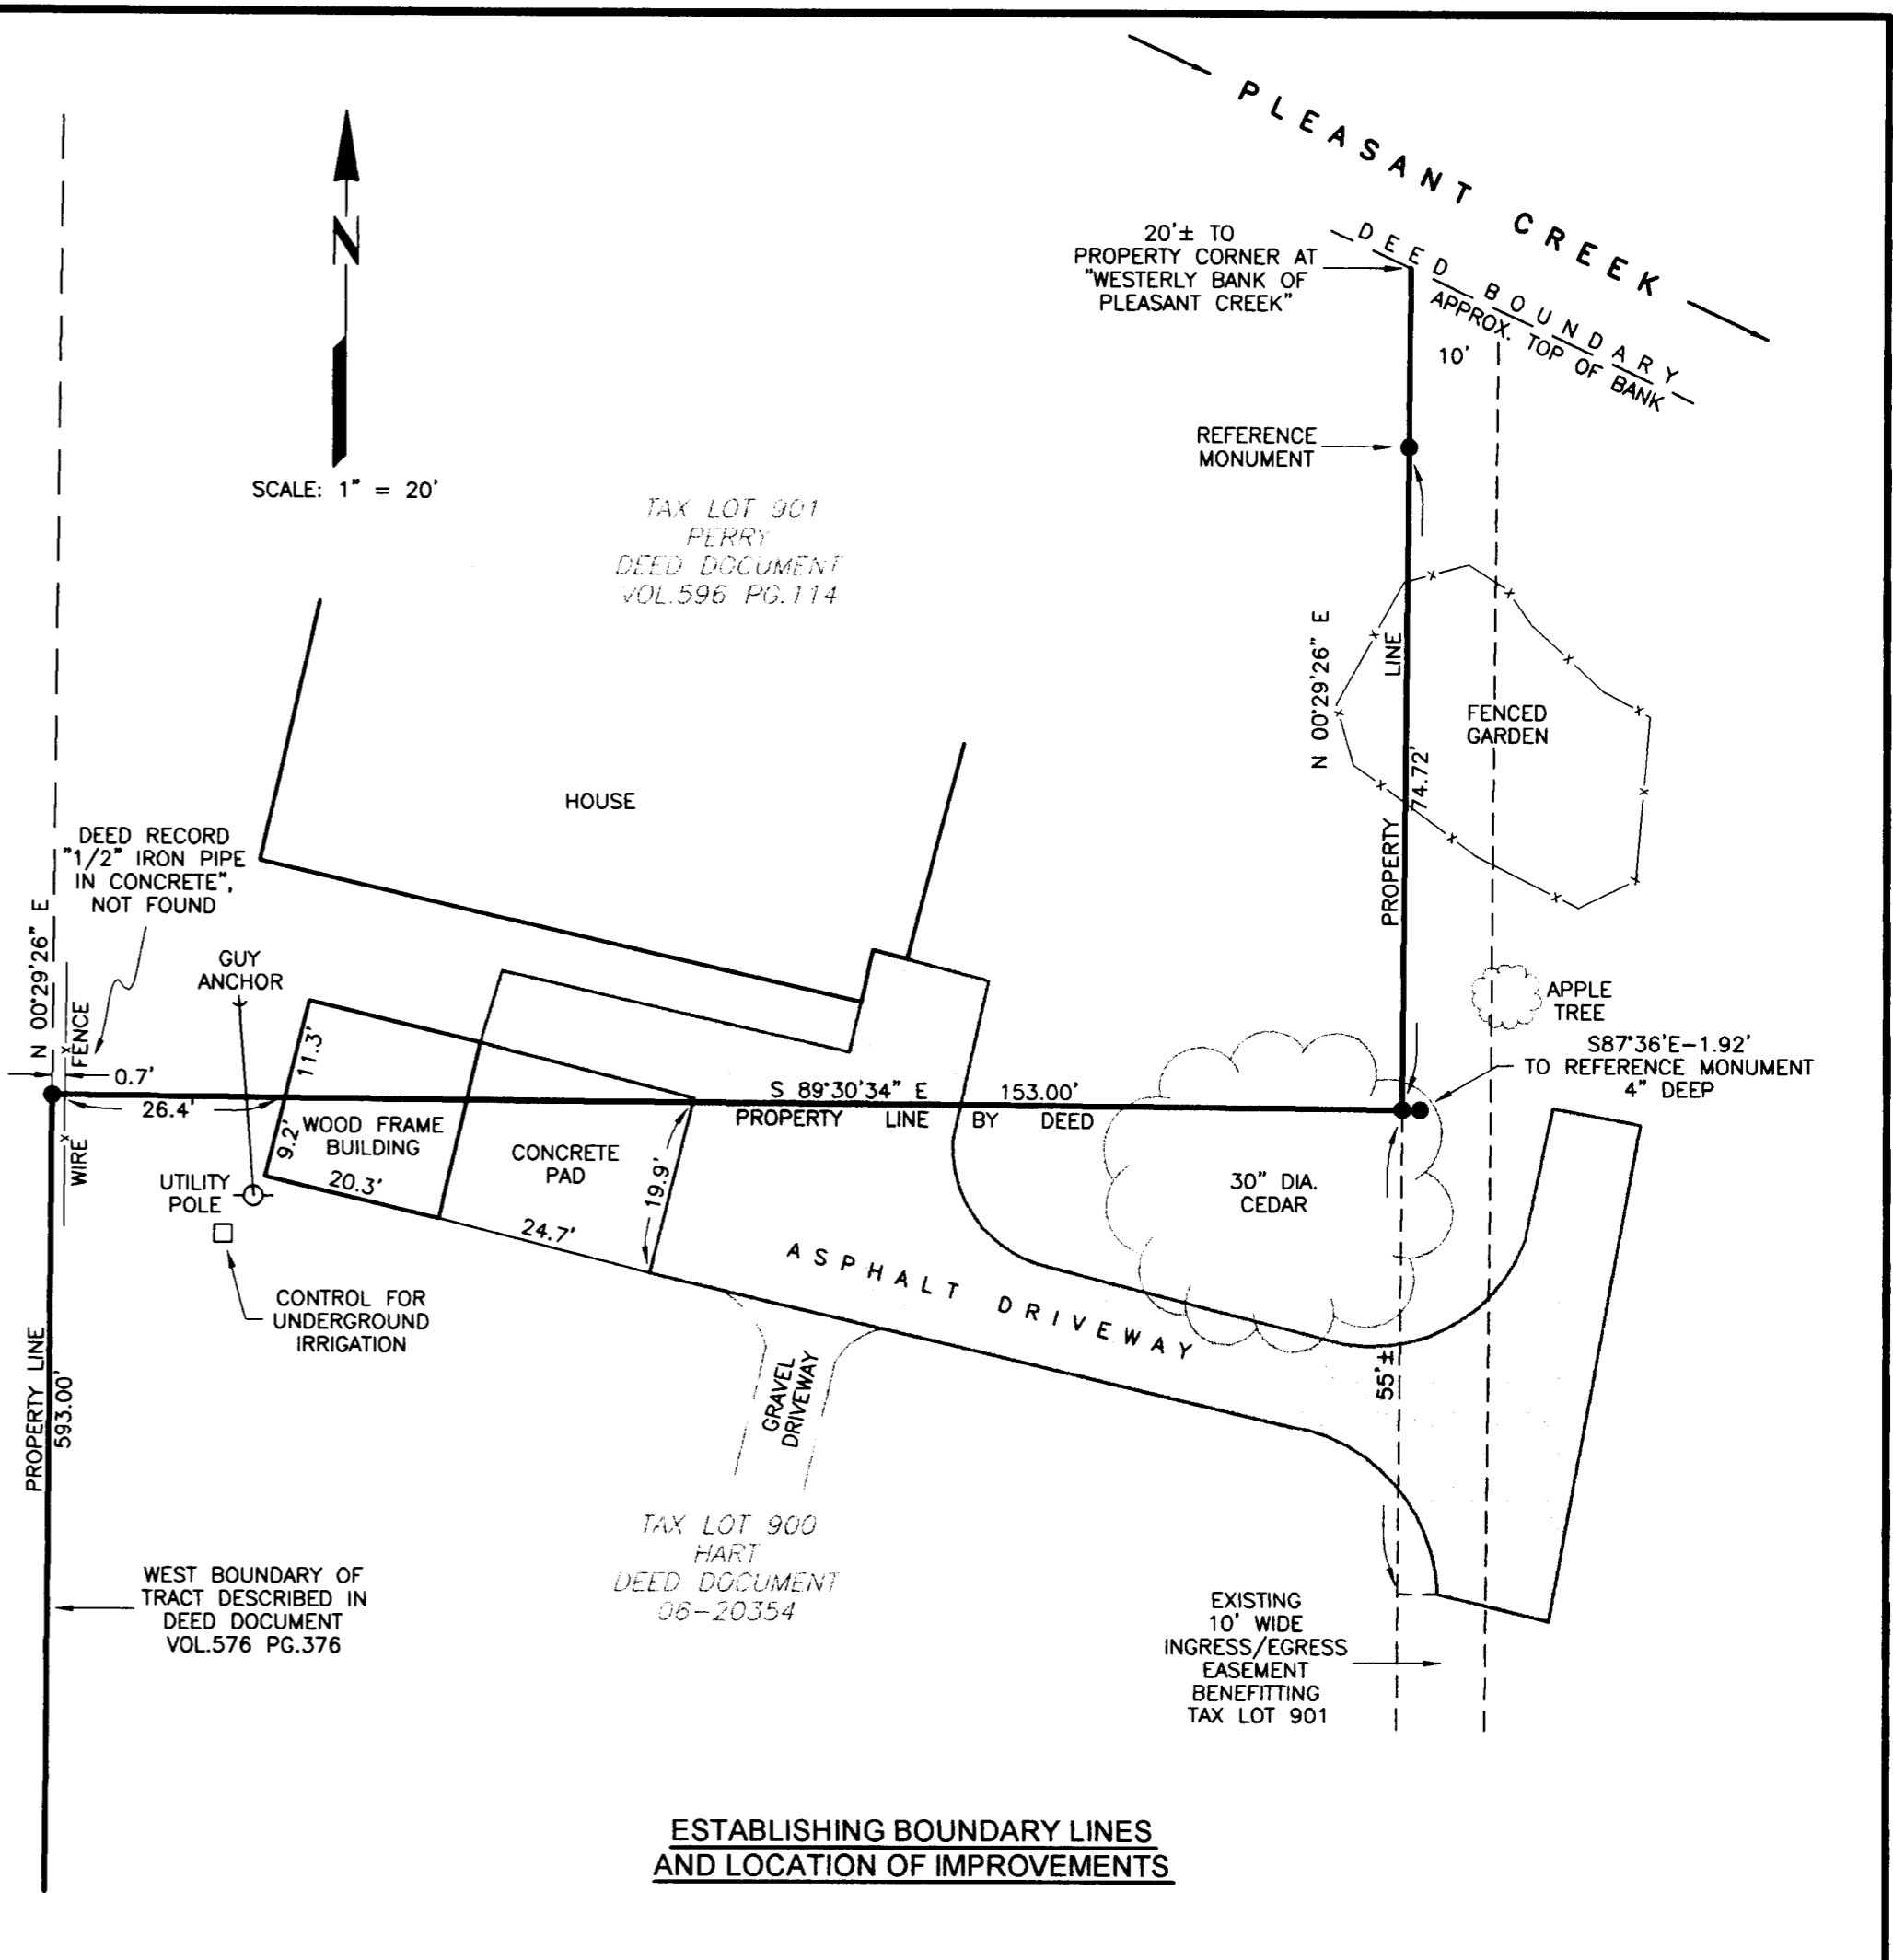 PLEASANT CREEK
20'± TO
PROPERTY CORNER AT
"WESTERLY BANK OF
PLEASANT CREEK"
DEED BOUNDARY
APPROX. TOP OF BANK
10'
N
SCALE: 1" = 20'
REFERENCE
MONUMENT
TAX LOT 901
PERRY
DEED DOCUMENT
VOL.596 PG.114
N 00°29'26" E
PROPERTY LINE
74.72'
FENCED
GARDEN
HOUSE
DEED RECORD
"1/2" IRON PIPE
IN CONCRETE",
NOT FOUND
N 00°29'26" E
GUY
ANCHOR
WIRE FENCE
0.7'
26.4'
11.3'
9.2'
WOOD FRAME
BUILDING
20.3'
CONCRETE
PAD
24.7'
19.9'
S 89°30'34" E 153.00'
PROPERTY LINE BY DEED
APPLE
TREE
S87°36'E-1.92'
TO REFERENCE MONUMENT
4" DEEP
30" DIA.
CEDAR
UTILITY
POLE
CONTROL FOR
UNDERGROUND
IRRIGATION
ASPHALT DRIVEWAY
GRAVEL
DRIVEWAY
55'±
PROPERTY LINE
593.00'
TAX LOT 900
HART
DEED DOCUMENT
06-20354
WEST BOUNDARY OF
TRACT DESCRIBED IN
DEED DOCUMENT
VOL.576 PG.376
EXISTING
10' WIDE
INGRESS/EGRESS
EASEMENT
BENEFITTING
TAX LOT 901
ESTABLISHING BOUNDARY LINES
AND LOCATION OF IMPROVEMENTS